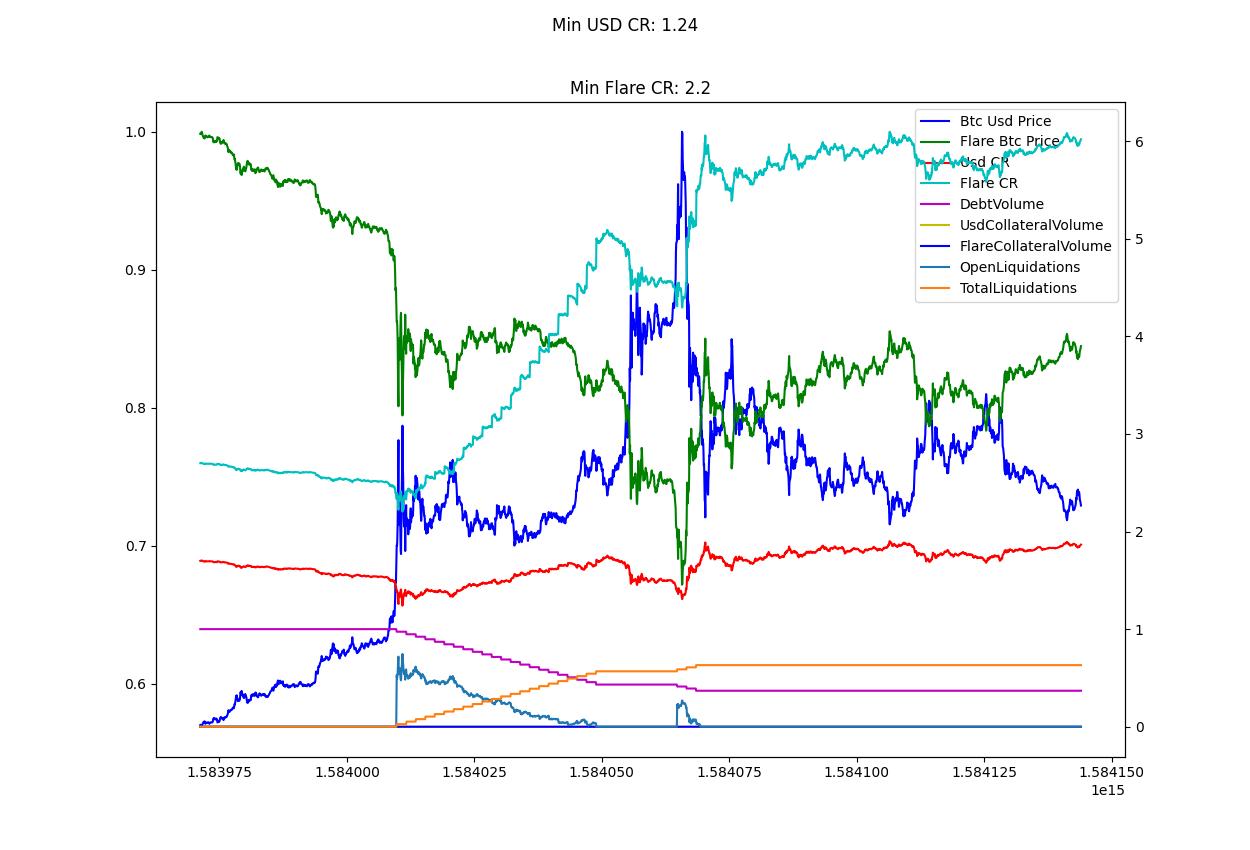 Min USD CR: 1.24
Min Flare CR: 2.2
Btc Usd Price
Flare Btc Price
Usd CR
Flare CR
DebtVolume
UsdCollateralVolume
FlareCollateralVolume
OpenLiquidations
TotalLiquidations
1.0
0.9
0.8
0.7
0.6
6
5
4
3
2
1
0
1.583975 1.584000 1.584025 1.584050 1.584075 1.584100 1.584125 1.584150
1e15